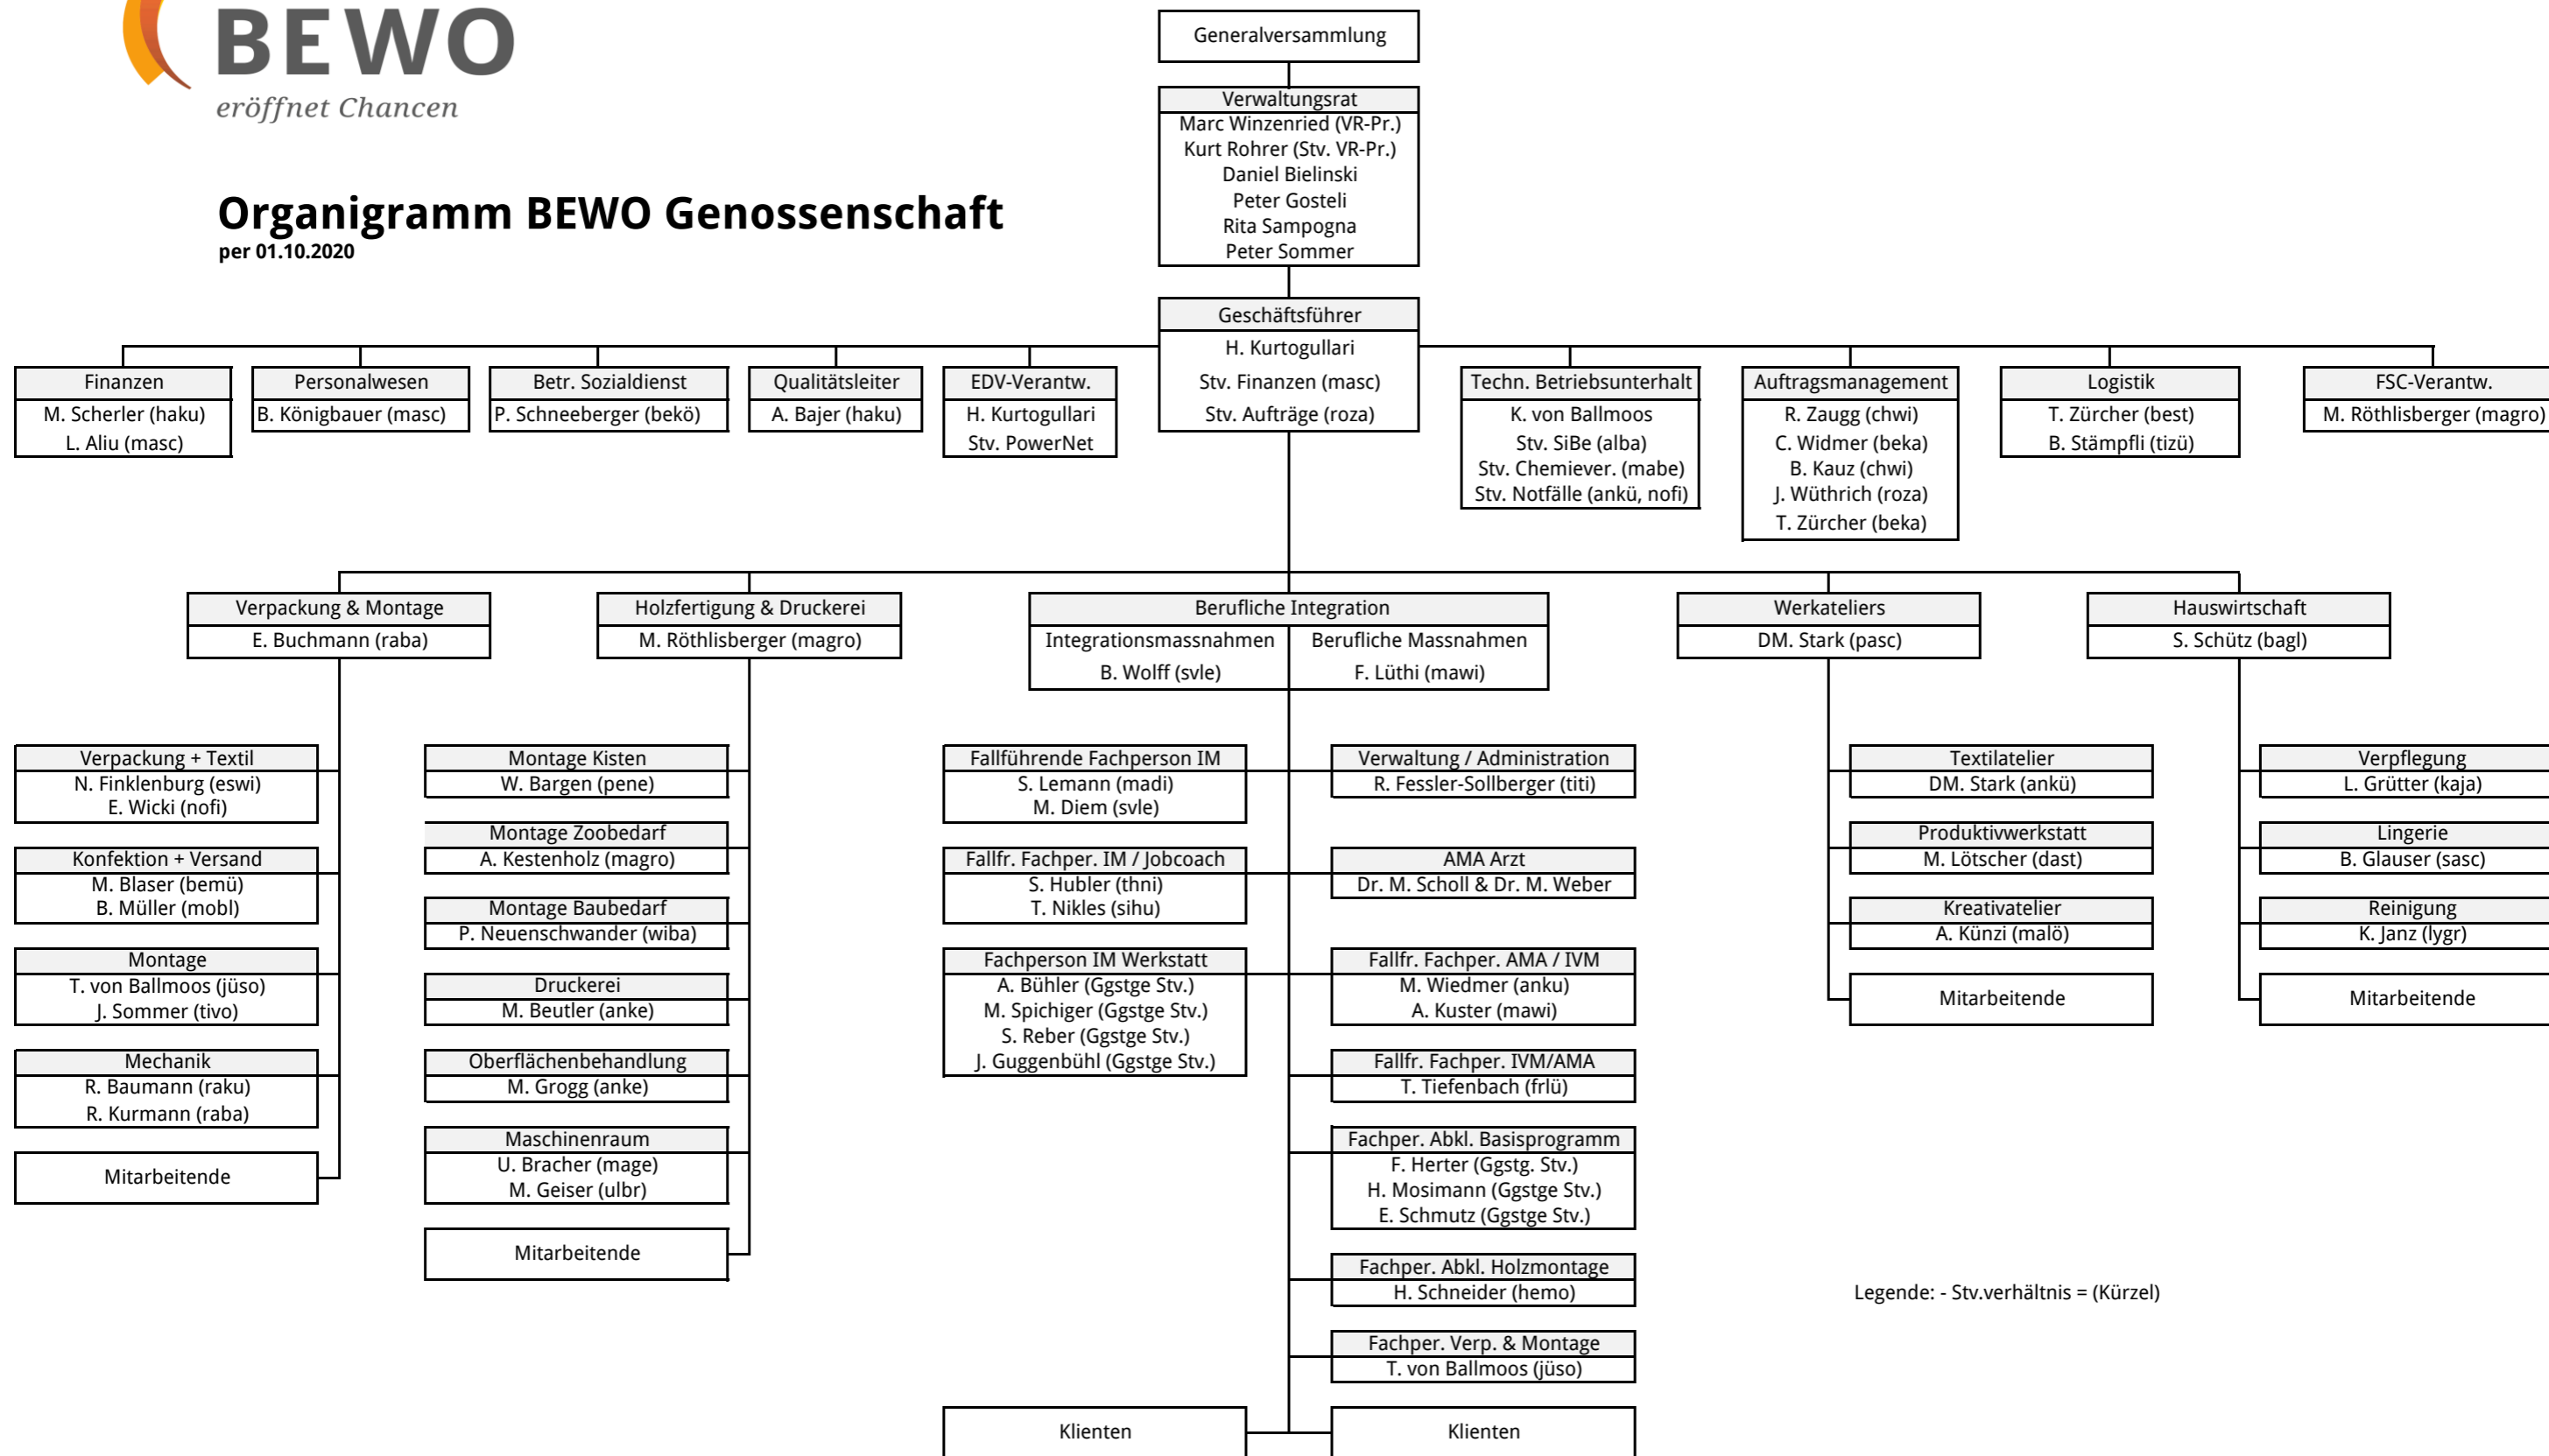 BEWO
eröffnet Chancen
Organigramm BEWO Genossenschaft
per 01.10.2020
Generalversammlung
Verwaltungsrat
Marc Winzenried (VR-Pr.)
Kurt Rohrer (Stv. VR-Pr.)
Daniel Bielinski
Peter Gosteli
Rita Sampogna
Peter Sommer
Geschäftsführer
H. Kurtogullari
Stv. Finanzen (masc)
Stv. Aufträge (roza)
Finanzen
M. Scherler (haku)
L. Aliu (masc)
Personalwesen
B. Königbauer (masc)
Betr. Sozialdienst
P. Schneeberger (bekö)
Qualitätsleiter
A. Bajer (haku)
EDV-Verantw.
H. Kurtogullari
Stv. PowerNet
Techn. Betriebsunterhalt
K. von Ballmoos
Stv. SiBe (alba)
Stv. Chemiever. (mabe)
Stv. Notfälle (ankü, nofi)
Auftragsmanagement
R. Zaugg (chwi)
C. Widmer (beka)
B. Kauz (chwi)
J. Wüthrich (roza)
T. Zürcher (beka)
Logistik
T. Zürcher (best)
B. Stämpfli (tizü)
FSC-Verantw.
M. Röthlisberger (magro)
Verpackung & Montage
E. Buchmann (raba)
Verpackung + Textil
N. Finklenburg (eswi)
E. Wicki (nofi)
Konfektion + Versand
M. Blaser (bemü)
B. Müller (mobl)
Montage
T. von Ballmoos (jüso)
J. Sommer (tivo)
Mechanik
R. Baumann (raku)
R. Kurmann (raba)
Mitarbeitende
Holzfertigung & Druckerei
M. Röthlisberger (magro)
Montage Kisten
W. Bargen (pene)
Montage Zoobedarf
A. Kestenholz (magro)
Montage Baubedarf
P. Neuenschwander (wiba)
Druckerei
M. Beutler (anke)
Oberflächenbehandlung
M. Grogg (anke)
Maschinenraum
U. Bracher (mage)
M. Geiser (ulbr)
Mitarbeitende
Berufliche Integration
Integrationsmassnahmen
B. Wolff (svle)
Berufliche Massnahmen
F. Lüthi (mawi)
Fallführende Fachperson IM
S. Lemann (madi)
M. Diem (svle)
Fallfr. Fachper. IM / Jobcoach
S. Hubler (thni)
T. Nikles (sihu)
Fachperson IM Werkstatt
A. Bühler (Ggstge Stv.)
M. Spichiger (Ggstge Stv.)
S. Reber (Ggstge Stv.)
J. Guggenbühl (Ggstge Stv.)
Klienten
Verwaltung / Administration
R. Fessler-Sollberger (titi)
AMA Arzt
Dr. M. Scholl & Dr. M. Weber
Fallfr. Fachper. AMA / IVM
M. Wiedmer (anku)
A. Kuster (mawi)
Fallfr. Fachper. IVM/AMA
T. Tiefenbach (frlü)
Fachper. Abkl. Basisprogramm
F. Herter (Ggstg. Stv.)
H. Mosimann (Ggstge Stv.)
E. Schmutz (Ggstge Stv.)
Fachper. Abkl. Holzmontage
H. Schneider (hemo)
Fachper. Verp. & Montage
T. von Ballmoos (jüso)
Klienten
Werkateliers
DM. Stark (pasc)
Textilatelier
DM. Stark (ankü)
Produktivwerkstatt
M. Lötscher (dast)
Kreativatelier
A. Künzi (malö)
Mitarbeitende
Hauswirtschaft
S. Schütz (bagl)
Verpflegung
L. Grütter (kaja)
Lingerie
B. Glauser (sasc)
Reinigung
K. Janz (lygr)
Mitarbeitende
Legende: - Stv.verhältnis = (Kürzel)